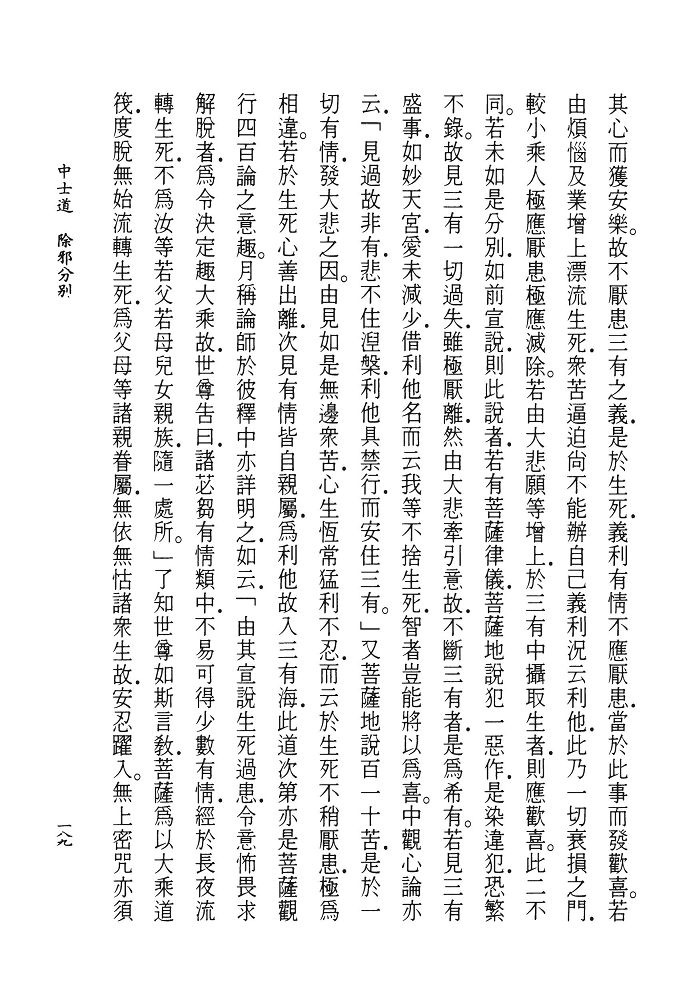 其心而獲安樂。故不厭患三有之義，是於生死，義利有情不應厭患，當於此事而發歡喜。若
由煩惱及業增上漂流生死，衆苦逼迫尚不能辦自己義利況云利他，此乃一切衰損之門，
較小乘人極應厭患極應滅除。若由大悲願等增上，於三有中攝取生者，則應歡喜。此二不
同。若未如是分別，如前宣說，則此說者，若有菩薩律儀，菩薩地說犯一惡作，是染違犯，恐繁
不錄。故見三有一切過失，雖極厭離，然由大悲牽引意故，不斷三有者，是爲希有。若見三有
盛事，如妙天宮，愛未減少，借利他名而云我等不捨生死，智者豈能將以爲喜。中觀心論亦
云，「見過故非有，悲不住湼槃，利他具禁行，而安住三有。」又菩薩地說百一十苦，是於一
切有情，發大悲之因。由見如是無邊衆苦，心生恆常猛利不忍，而云於生死不稍厭患，極爲
相違。若於生死心善出離，次見有情皆自親屬，爲利他故入三有海，此道次第亦是菩薩觀
行四百論之意趣。月稱論師於彼釋中亦詳明之，如云，「由其宣說生死過患，令意怖畏求
解脫者，爲令決定趣大乘故，世尊告曰，諸苾芻有情類中，不易可得少數有情，經於長夜流
轉生死，不爲汝等若父若母兒女親族，隨一處所。」了知世尊如斯言教，菩薩爲以大乘道
筏，度脫無始流轉生死，爲父母等諸親眷屬，無依無怙諸衆生故，安忍躍入。無上密咒亦須
中士道　除邪分別
一八九